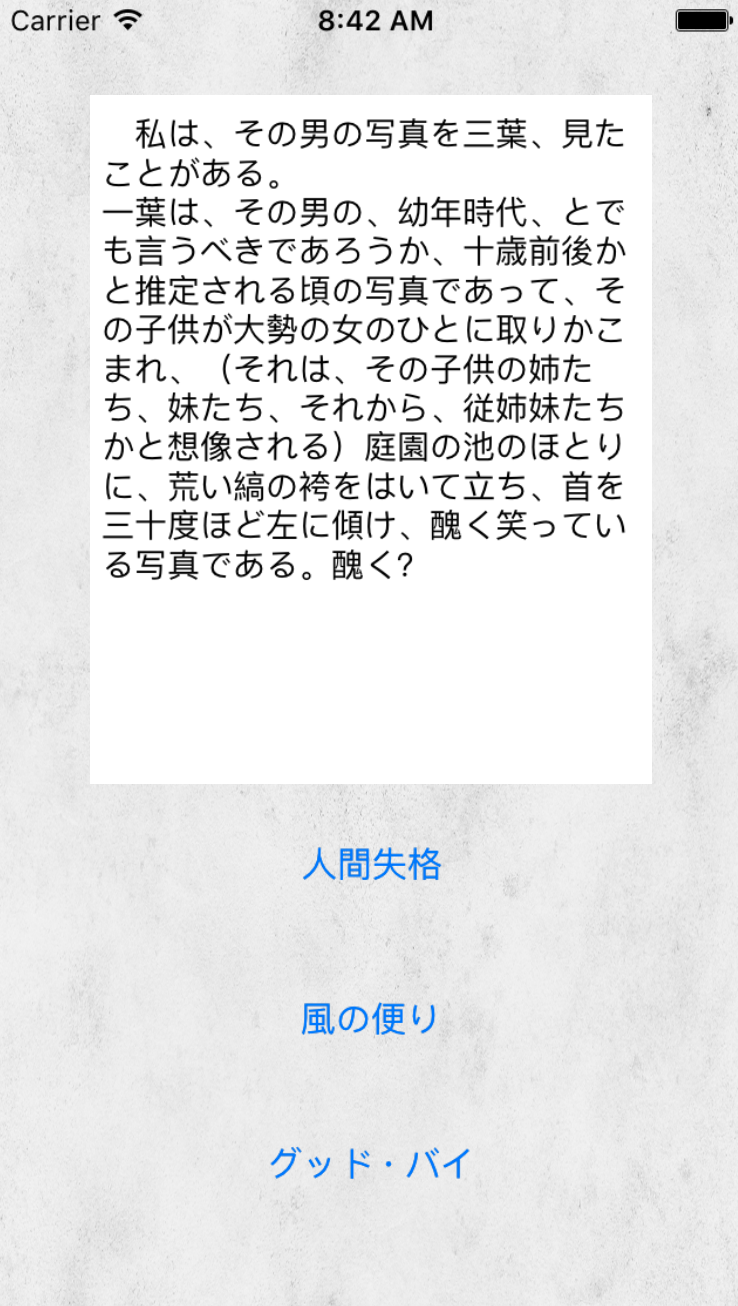 Carrier 8:42 AM
　私は、その男の写真を三葉、見た
ことがある。
一葉は、その男の、幼年時代、とで
も言うべきであろうか、十歳前後か
と推定される頃の写真であって、そ
の子供が大勢の女のひとに取りかこ
まれ、（それは、その子供の姉た
ち、妹たち、それから、従姉妹たち
かと想像される）庭園の池のほとり
に、荒い縞の袴をはいて立ち、首を
三十度ほど左に傾け、醜く笑ってい
る写真である。醜く?
人間失格
風の便り
グッド・バイ